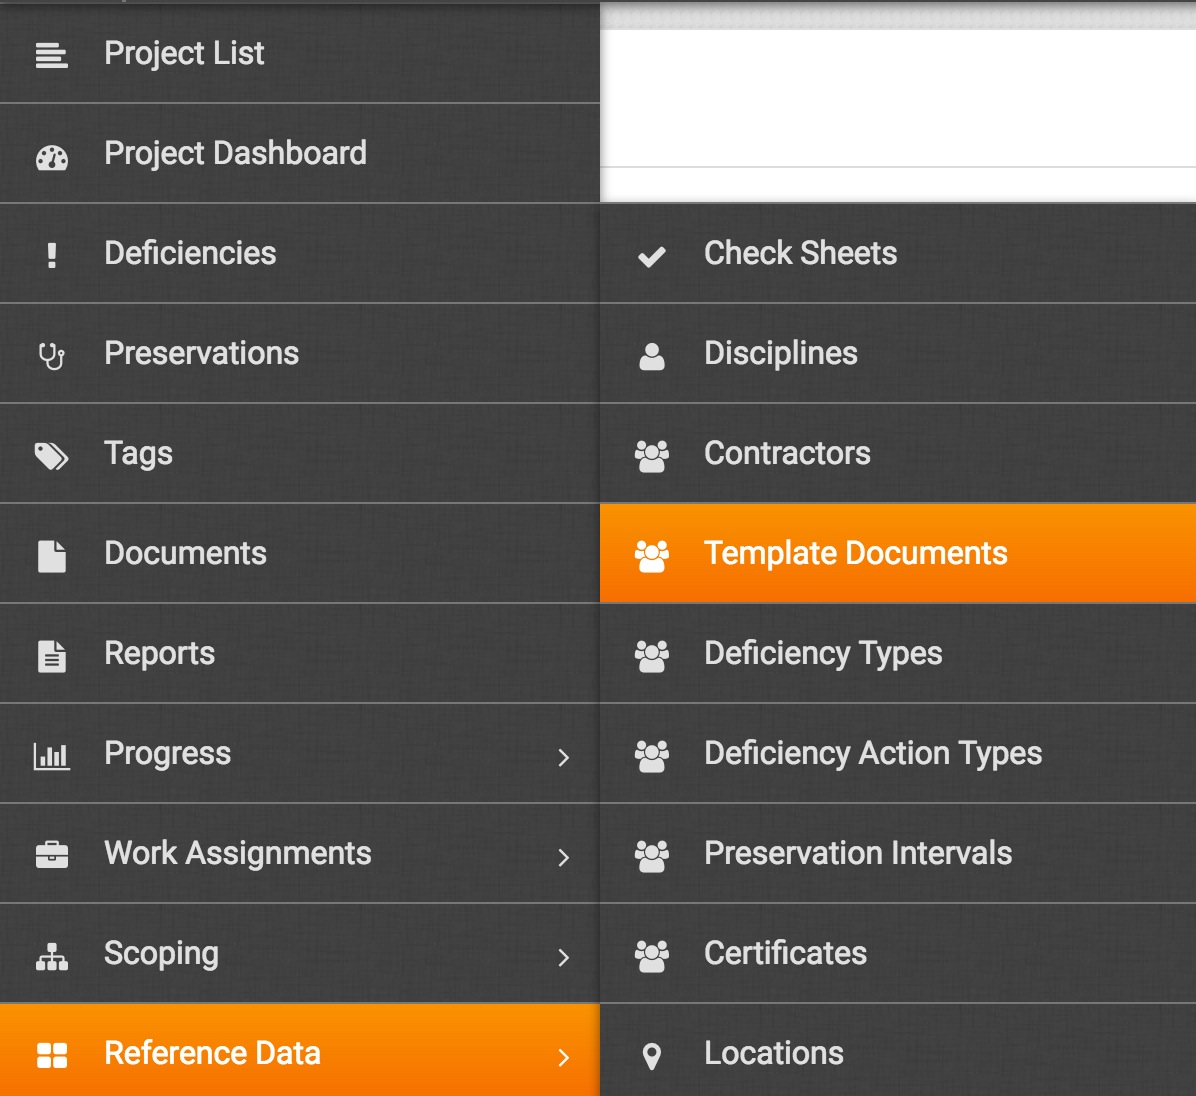 Project List
Project Dashboard
Deficiencies
Preservations
Tags
Documents
Reports
Progress
Work Assignments
Scoping
Reference Data
Check Sheets
Disciplines
Contractors
Template Documents
Deficiency Types
Deficiency Action Types
Preservation Intervals
Certificates
Locations